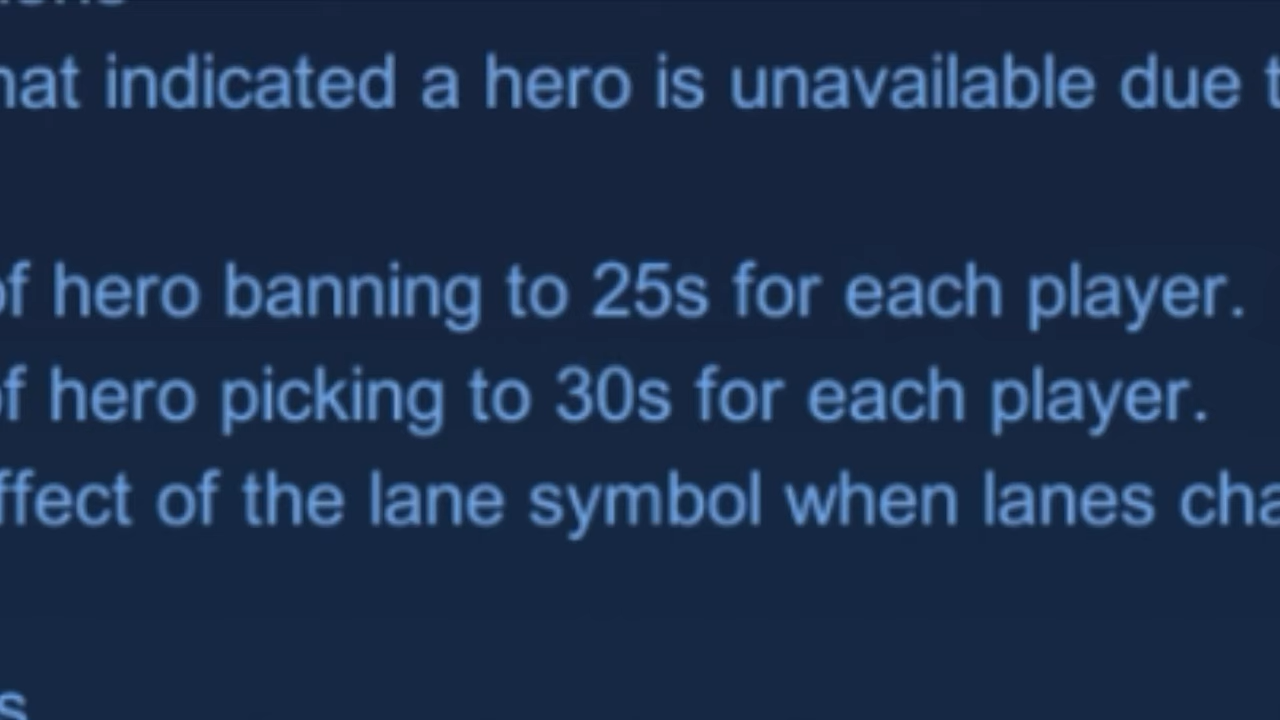 hat indicated a hero is unavailable due t
of hero banning to 25s for each player.
of hero picking to 30s for each player.
ffect of the lane symbol when lanes cha
s